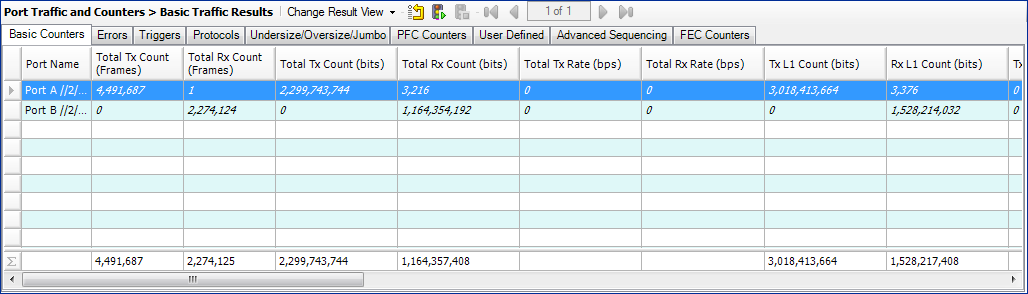 Port Traffic and Counters > Basic Traffic Results Change Result View 1 of 1
Basic Counters Errors Triggers Protocols Undersize/Oversize/Jumbo PFC Counters User Defined Advanced Sequencing FEC Counters
Port Name Total Tx Count (Frames) Total Rx Count (Frames) Total Tx Count (bits) Total Rx Count (bits) Total Tx Rate (bps) Total Rx Rate (bps) Tx L1 Count (bits) Rx L1 Count (bits) Tx
Port A //2/... 4,491,687 1 2,299,743,744 3,216 0 0 3,018,413,664 3,376 0
Port B //2/... 0 2,274,124 0 1,164,354,192 0 0 0 1,528,214,032 0
Σ 4,491,687 2,274,125 2,299,743,744 1,164,357,408 3,018,413,664 1,528,217,408